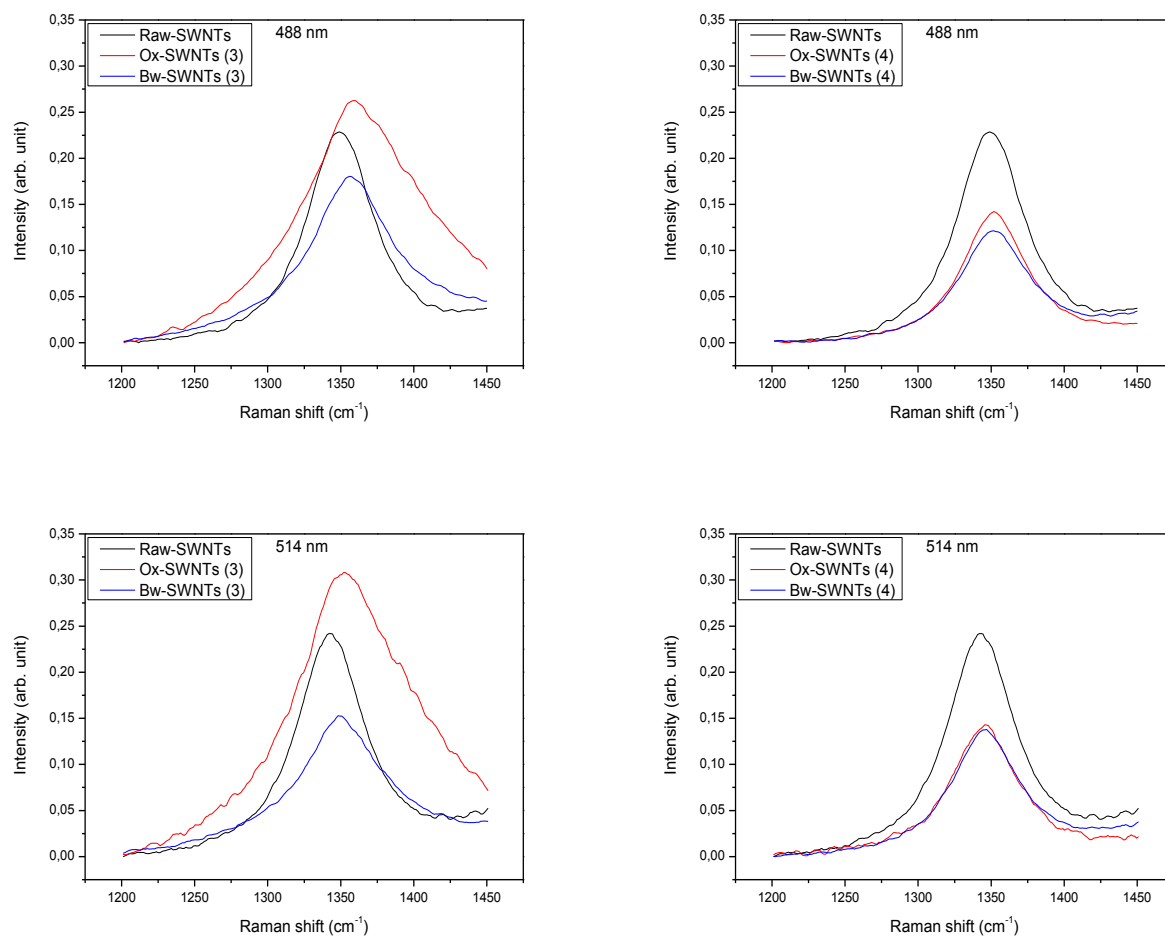 0,35
0,30
0,25
0,20
0,15
0,10
0,05
0,00
Intensity (arb. unit)
Raw-SWNTs
Ox-SWNTs (3)
Bw-SWNTs (3)
488 nm
1200 1250 1300 1350 1400 1450
Raman shift (cm⁻¹)
0,35
0,30
0,25
0,20
0,15
0,10
0,05
0,00
Intensity (arb. unit)
Raw-SWNTs
Ox-SWNTs (4)
Bw-SWNTs (4)
488 nm
1200 1250 1300 1350 1400 1450
Raman shift (cm⁻¹)
0,35
0,30
0,25
0,20
0,15
0,10
0,05
0,00
Intensity (arb. unit)
Raw-SWNTs
Ox-SWNTs (3)
Bw-SWNTs (3)
514 nm
1200 1250 1300 1350 1400 1450
Raman shift (cm⁻¹)
0,35
0,30
0,25
0,20
0,15
0,10
0,05
0,00
Intensity (arb. unit)
Raw-SWNTs
Ox-SWNTs (4)
Bw-SWNTs (4)
514 nm
1200 1250 1300 1350 1400 1450
Raman shift (cm⁻¹)